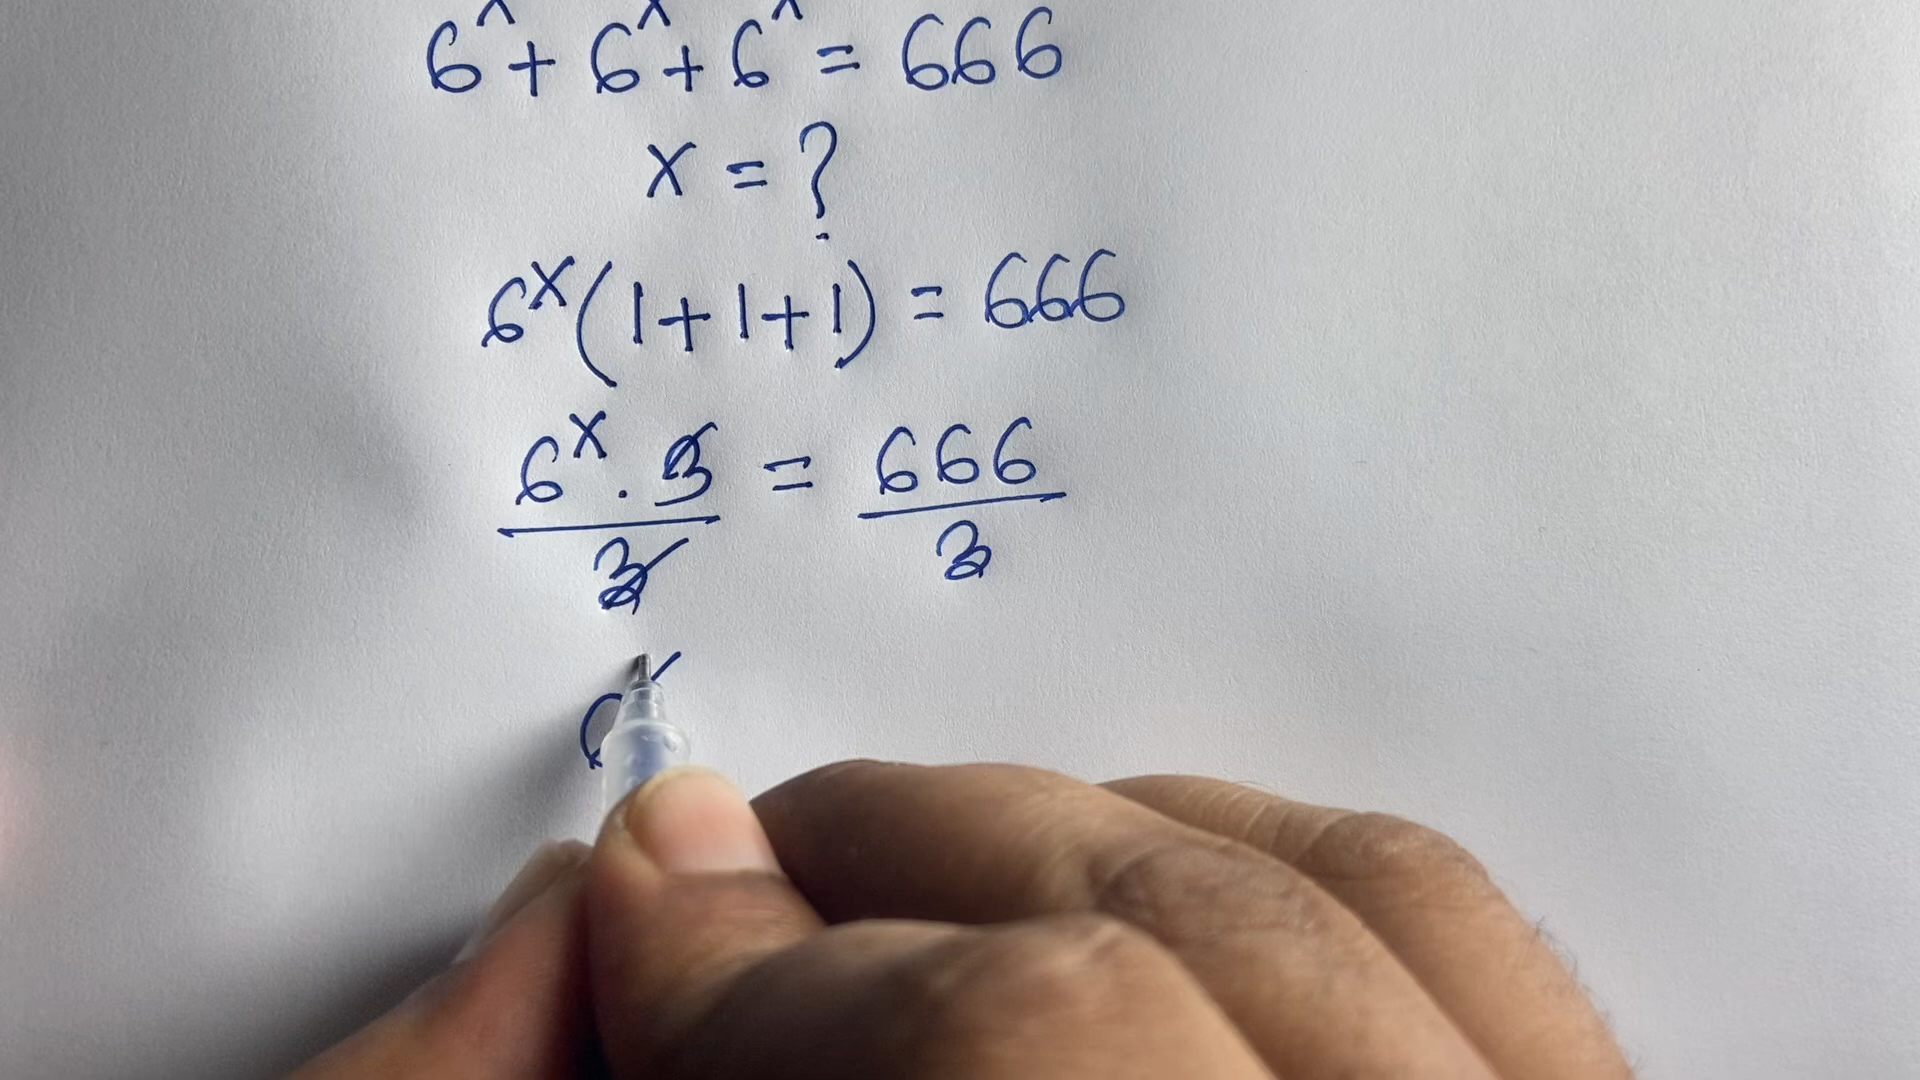 6^x + 6^x + 6^x = 666
x = ?
6^x (1 + 1 + 1) = 666
6^x . 3 / 3 = 666 / 3